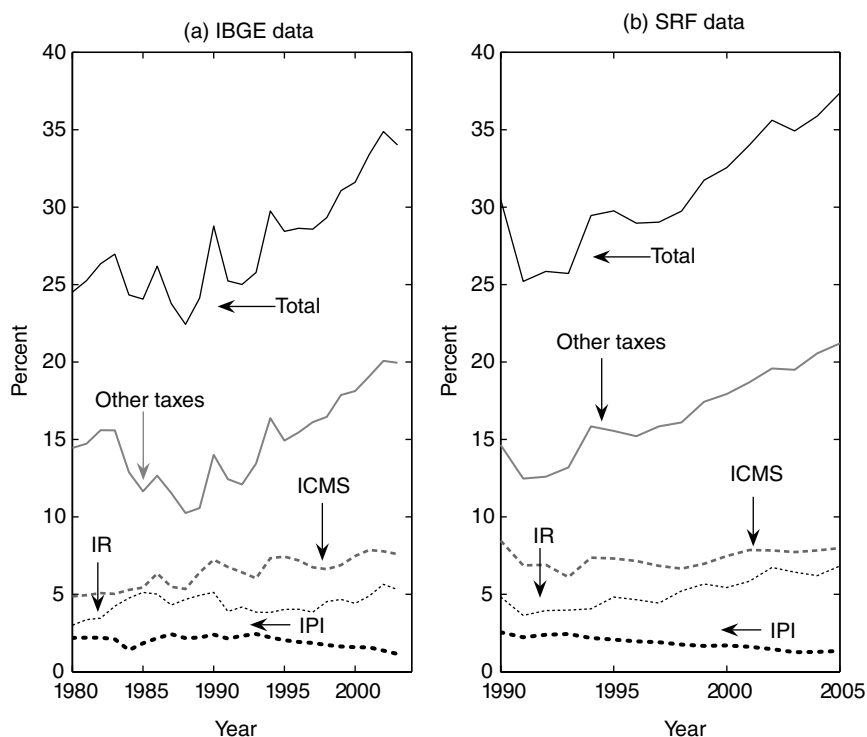 (a) IBGE data
40
35
30
25
20
15
10
5
0
Percent
Total
Other taxes
ICMS
IR
IPI
1980 1985 1990 1995 2000
Year
(b) SRF data
40
35
30
25
20
15
10
5
0
Percent
Total
Other taxes
ICMS
IR
IPI
1990 1995 2000 2005
Year